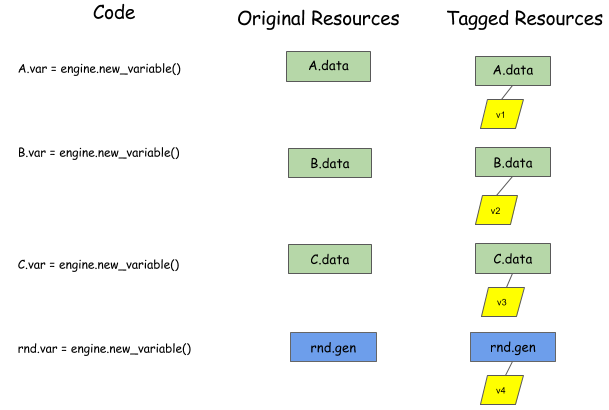 Code
Original Resources
Tagged Resources
A.var = engine.new_variable()
A.data
A.data
v1
B.var = engine.new_variable()
B.data
B.data
v2
C.var = engine.new_variable()
C.data
C.data
v3
rnd.var = engine.new_variable()
rnd.gen
rnd.gen
v4